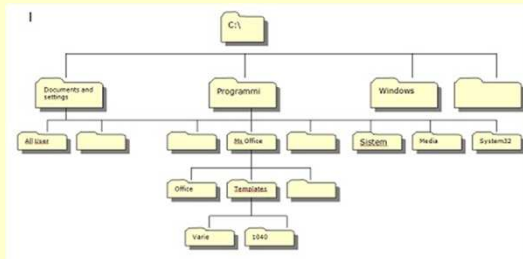 C:\
Documents and
settings
Programmi
Windows
All User
Ms Office
Sistem
Media
System32
Office
Templates
Varie
1040